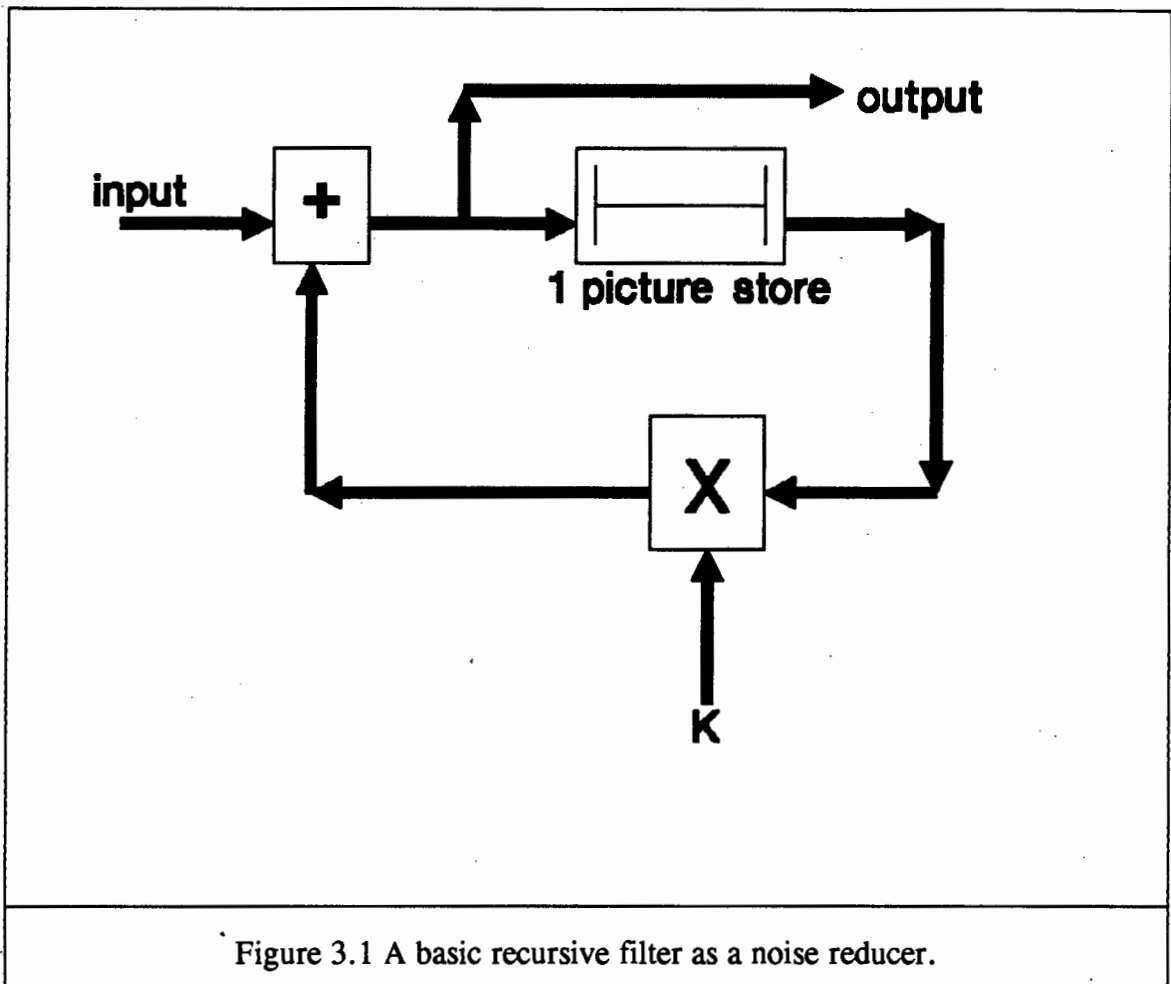 output
input
+
1 picture store
X
K
Figure 3.1 A basic recursive filter as a noise reducer.